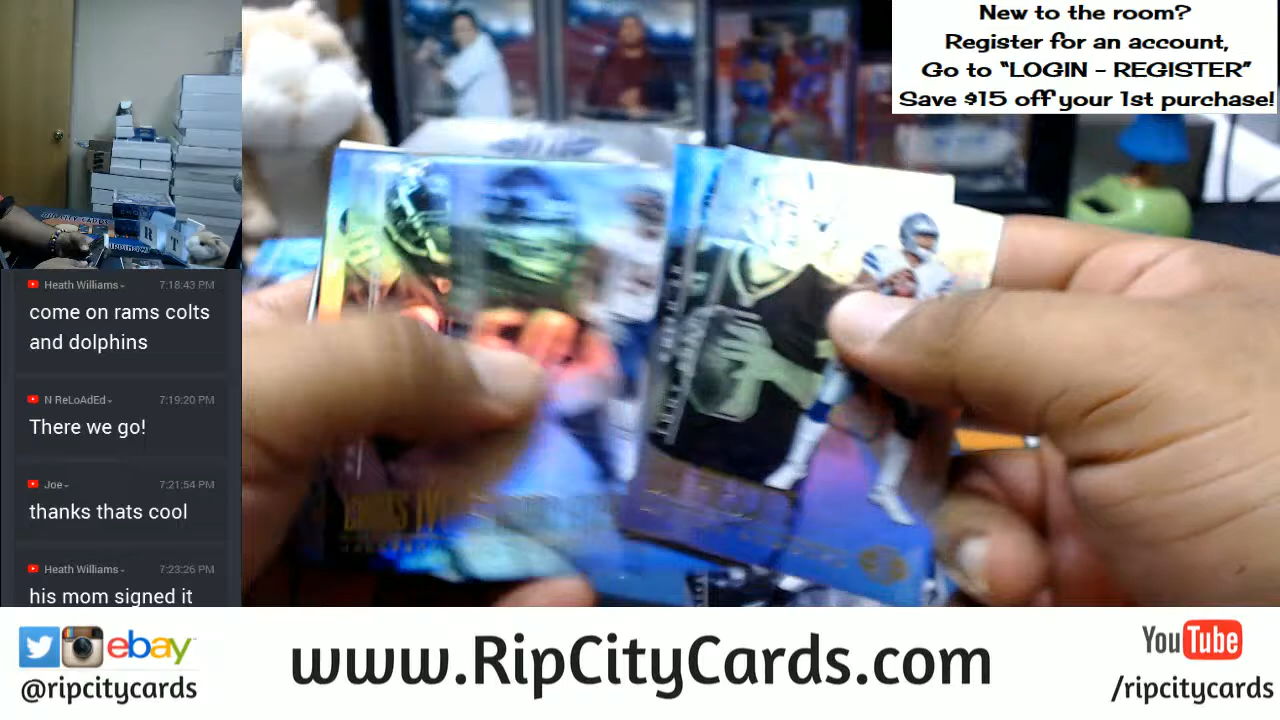 New to the room?
Register for an account,
Go to “LOGIN - REGISTER”
Save $15 off your 1st purchase!
Heath Williams
7:18:43 PM
come on rams colts
and dolphins
N ReLoAdEd
7:19:20 PM
There we go!
Joe
7:21:54 PM
thanks thats cool
Heath Williams
7:23:26 PM
his mom signed it
RIP CITY CARDS
R
T
ebay
@ripcitycards
www.RipCityCards.com
YouTube
/ripcitycards